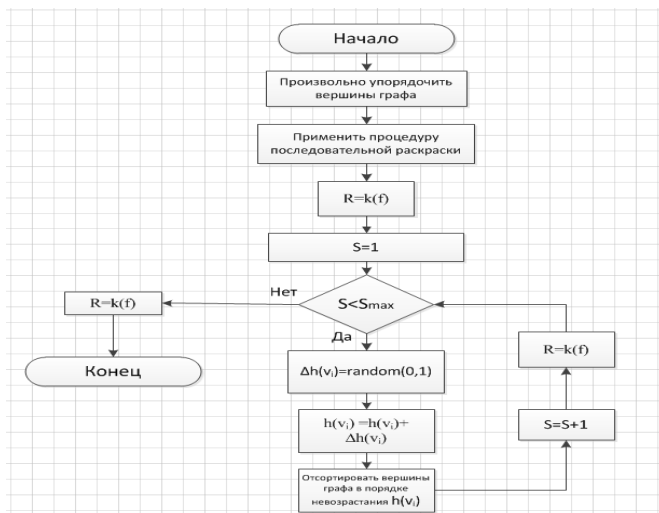 Начало
Произвольно упорядочить
вершины графа
Применить процедуру
последовательной раскраски
R=k(f)
S=1
S<Smax
Нет
Да
R=k(f)
Конец
Δh(vᵢ)=random(0,1)
h(vᵢ) =h(vᵢ)+
Δh(vᵢ)
Отсортировать вершины
графа в порядке
невозрастания h(vᵢ)
S=S+1
R=k(f)